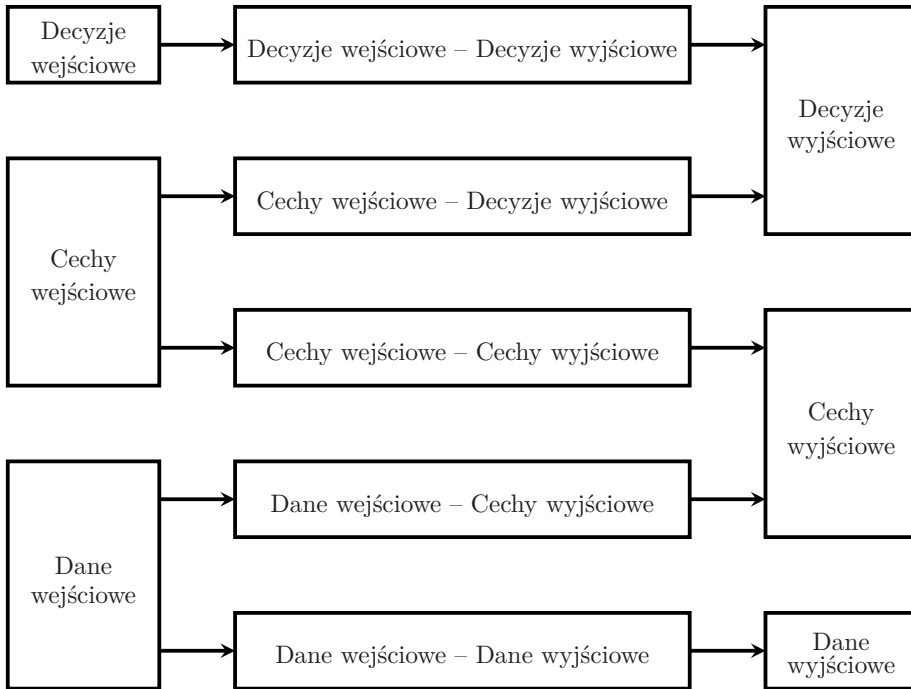 Decyzje
wejściowe
Decyzje wejściowe – Decyzje wyjściowe
Decyzje
wyjściowe
Cechy
wejściowe
Cechy wejściowe – Decyzje wyjściowe
Cechy wejściowe – Cechy wyjściowe
Cechy
wyjściowe
Dane
wejściowe
Dane wejściowe – Cechy wyjściowe
Dane wejściowe – Dane wyjściowe
Dane
wyjściowe